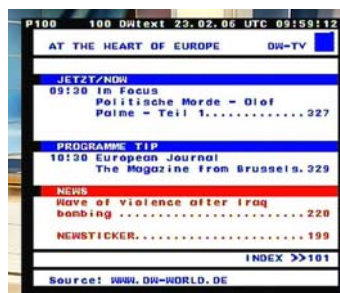 P100 100 DWtext 23.02.06 UTC 09:59:12
AT THE HEART OF EUROPE DW-TV
JETZT/NOW
09:30 Im Focus
Politische Morde - Olof
Palme - Teil 1..............327
PROGRAMME TIP
10:30 European Journal
The Magazine from Brussels.329
NEWS
Wave of violence after Iraq
bombing .......................220
NEWSTICKER.....................199
INDEX >>101
Source: WWW.DW-WORLD.DE